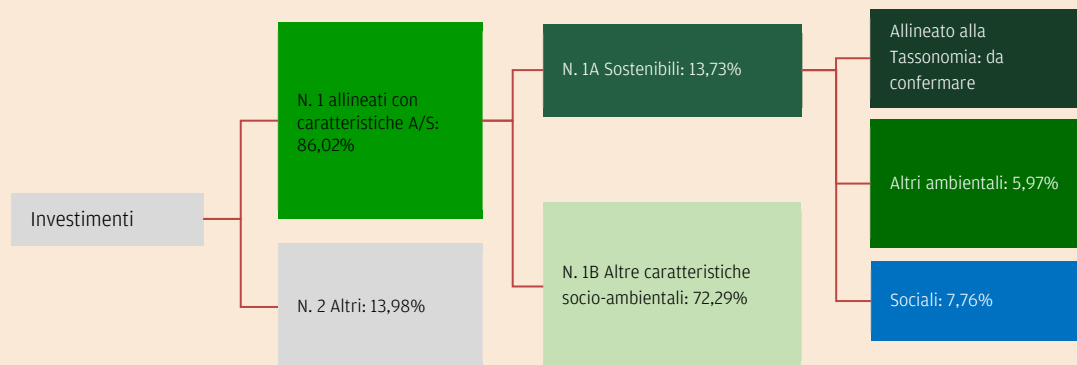 Investimenti
N. 1 allineati con
caratteristiche A/S:
86,02%
N. 2 Altri: 13,98%
N. 1A Sostenibili: 13,73%
N. 1B Altre caratteristiche
socio-ambientali: 72,29%
Allineato alla
Tassonomia: da
confermare
Altri ambientali: 5,97%
Sociali: 7,76%